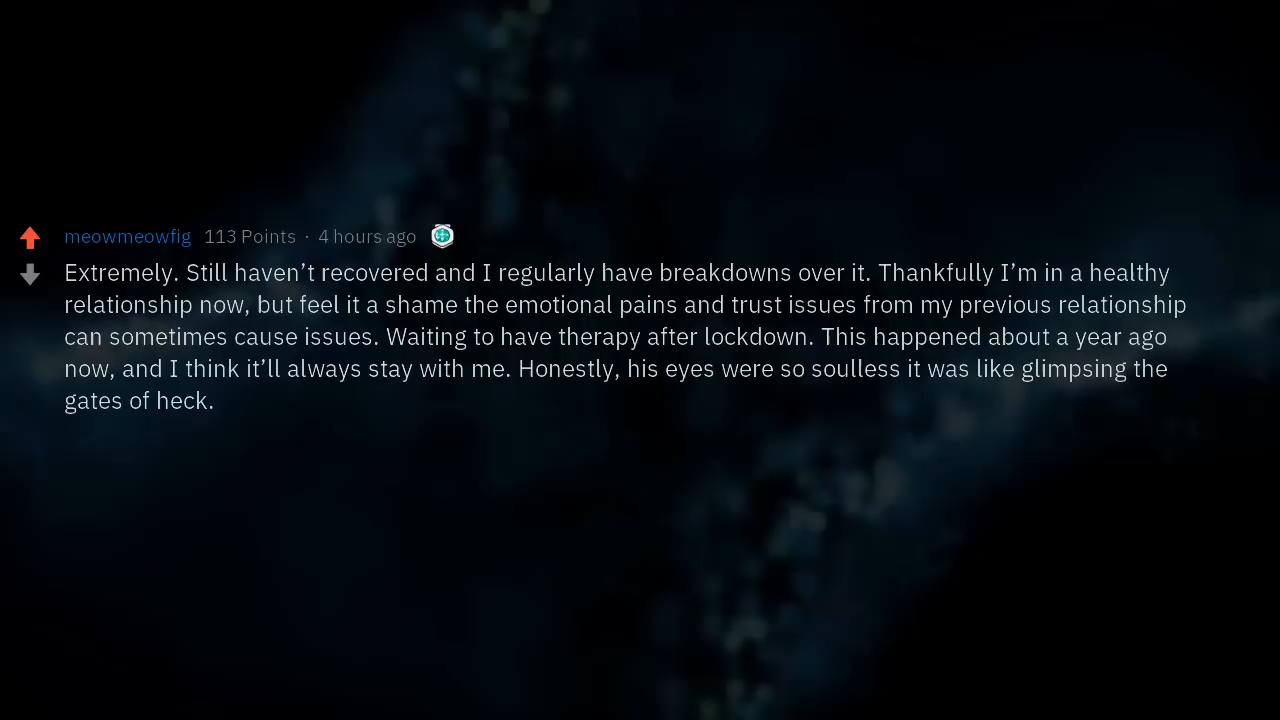 meowmeowfig 113 Points · 4 hours ago
Extremely. Still haven’t recovered and I regularly have breakdowns over it. Thankfully I’m in a healthy
relationship now, but feel it a shame the emotional pains and trust issues from my previous relationship
can sometimes cause issues. Waiting to have therapy after lockdown. This happened about a year ago
now, and I think it’ll always stay with me. Honestly, his eyes were so soulless it was like glimpsing the
gates of heck.